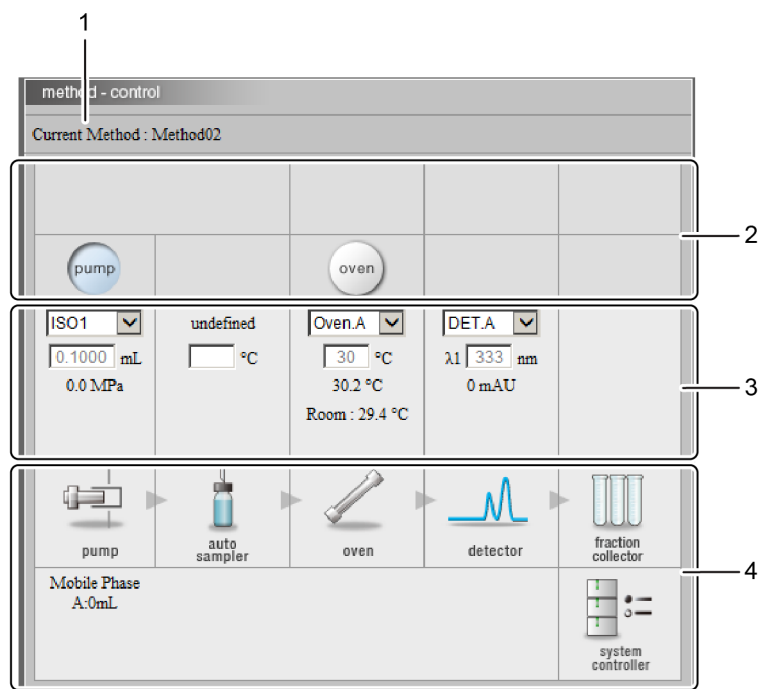 1
method - control
Current Method : Method02
2
pump
oven
ISO1
undefined
Oven.A
DET.A
0.1000 mL
°C
30 °C
λ1 333 nm
0.0 MPa
30.2 °C
0 mAU
Room : 29.4 °C
3
pump
auto
sampler
oven
detector
fraction
collector
4
Mobile Phase
A:0mL
system
controller